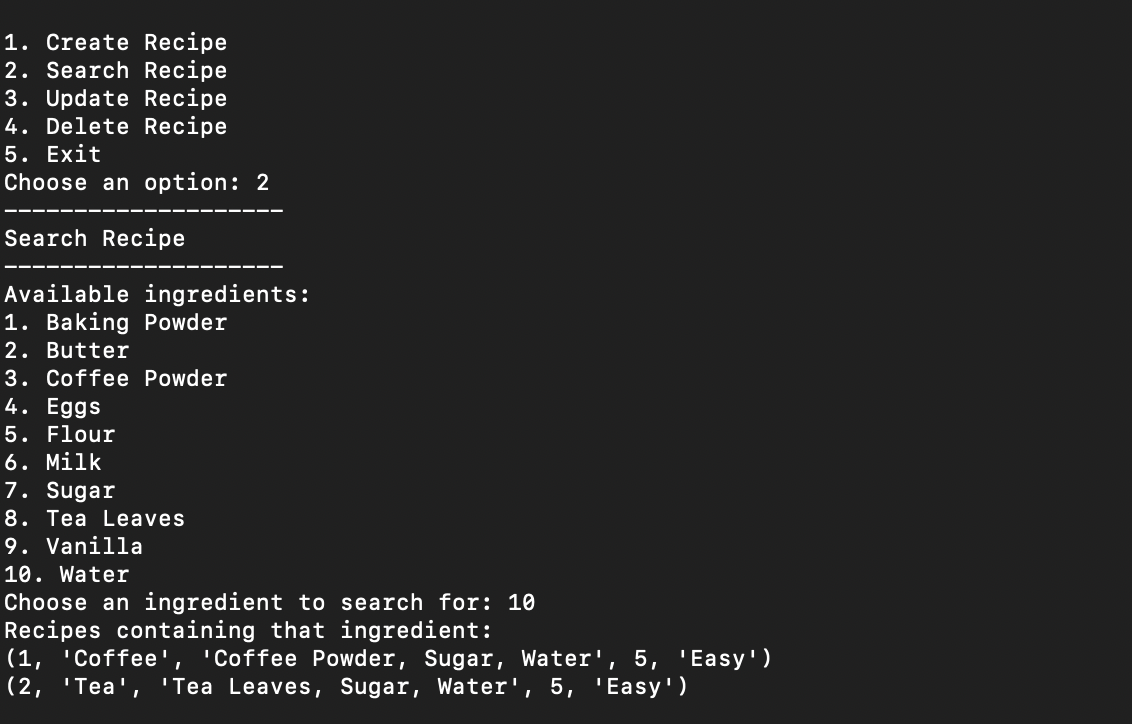 1. Create Recipe
2. Search Recipe
3. Update Recipe
4. Delete Recipe
5. Exit
Choose an option: 2
--------------------
Search Recipe
--------------------
Available ingredients:
1. Baking Powder
2. Butter
3. Coffee Powder
4. Eggs
5. Flour
6. Milk
7. Sugar
8. Tea Leaves
9. Vanilla
10. Water
Choose an ingredient to search for: 10
Recipes containing that ingredient:
(1, 'Coffee', 'Coffee Powder, Sugar, Water', 5, 'Easy')
(2, 'Tea', 'Tea Leaves, Sugar, Water', 5, 'Easy')